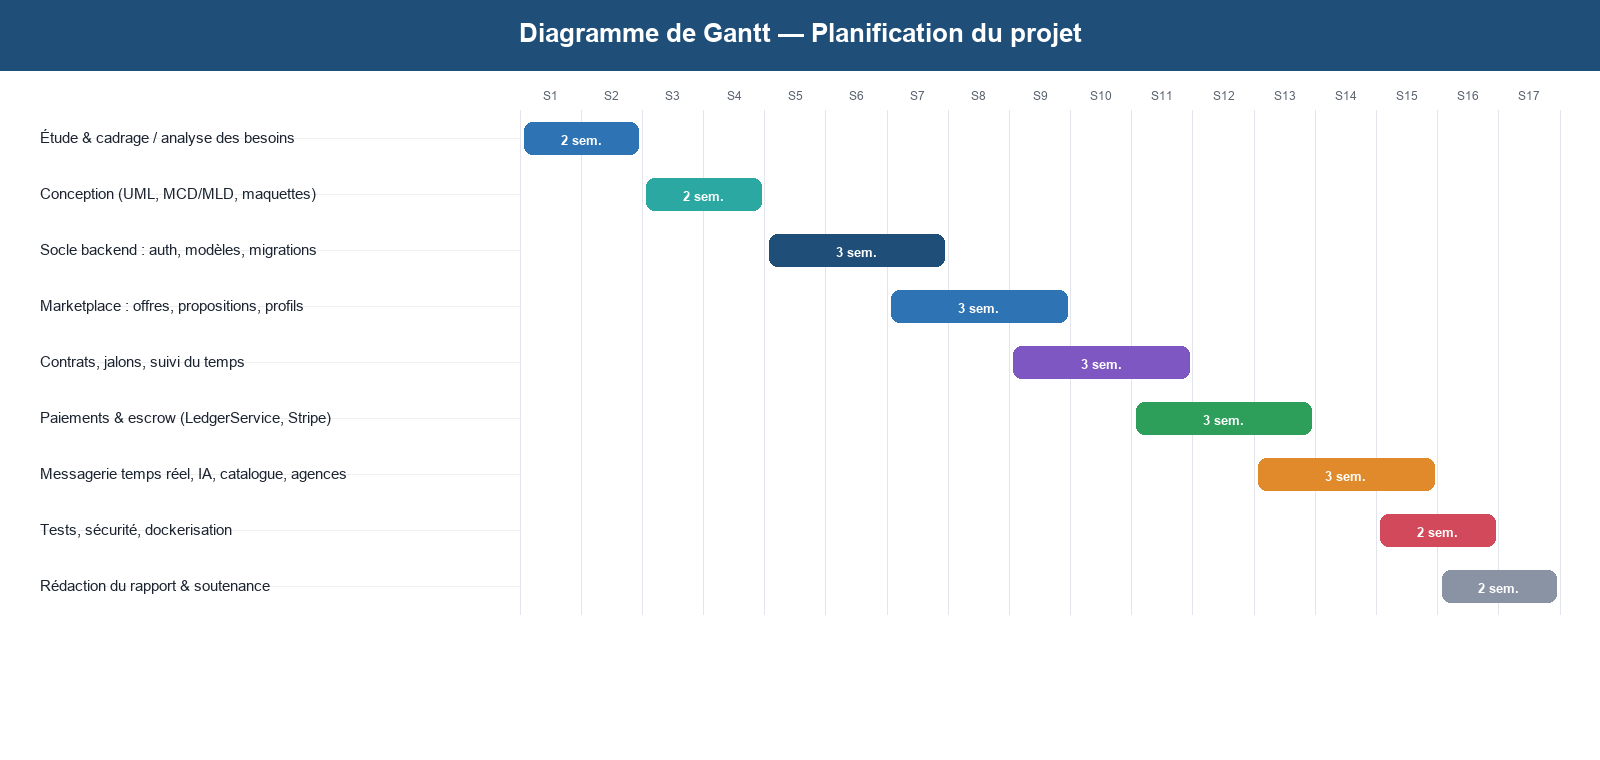 Diagramme de Gantt — Planification du projet
S1 S2 S3 S4 S5 S6 S7 S8 S9 S10 S11 S12 S13 S14 S15 S16 S17
Étude & cadrage / analyse des besoins 2 sem.
Conception (UML, MCD/MLD, maquettes) 2 sem.
Socle backend : auth, modèles, migrations 3 sem.
Marketplace : offres, propositions, profils 3 sem.
Contrats, jalons, suivi du temps 3 sem.
Paiements & escrow (LedgerService, Stripe) 3 sem.
Messagerie temps réel, IA, catalogue, agences 3 sem.
Tests, sécurité, dockerisation 2 sem.
Rédaction du rapport & soutenance 2 sem.